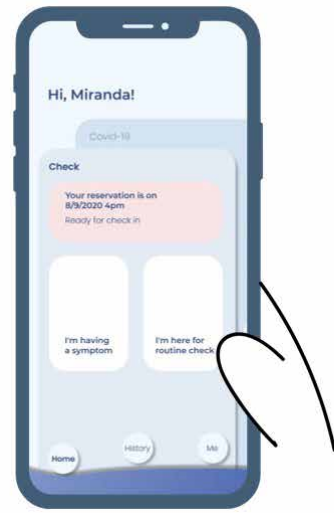 Hi, Miranda!
Covid-19
Check
Your reservation is on
8/9/2020 4pm
Ready for check in
I'm having
a symptom
I'm here for
routine check
Home
History
Me